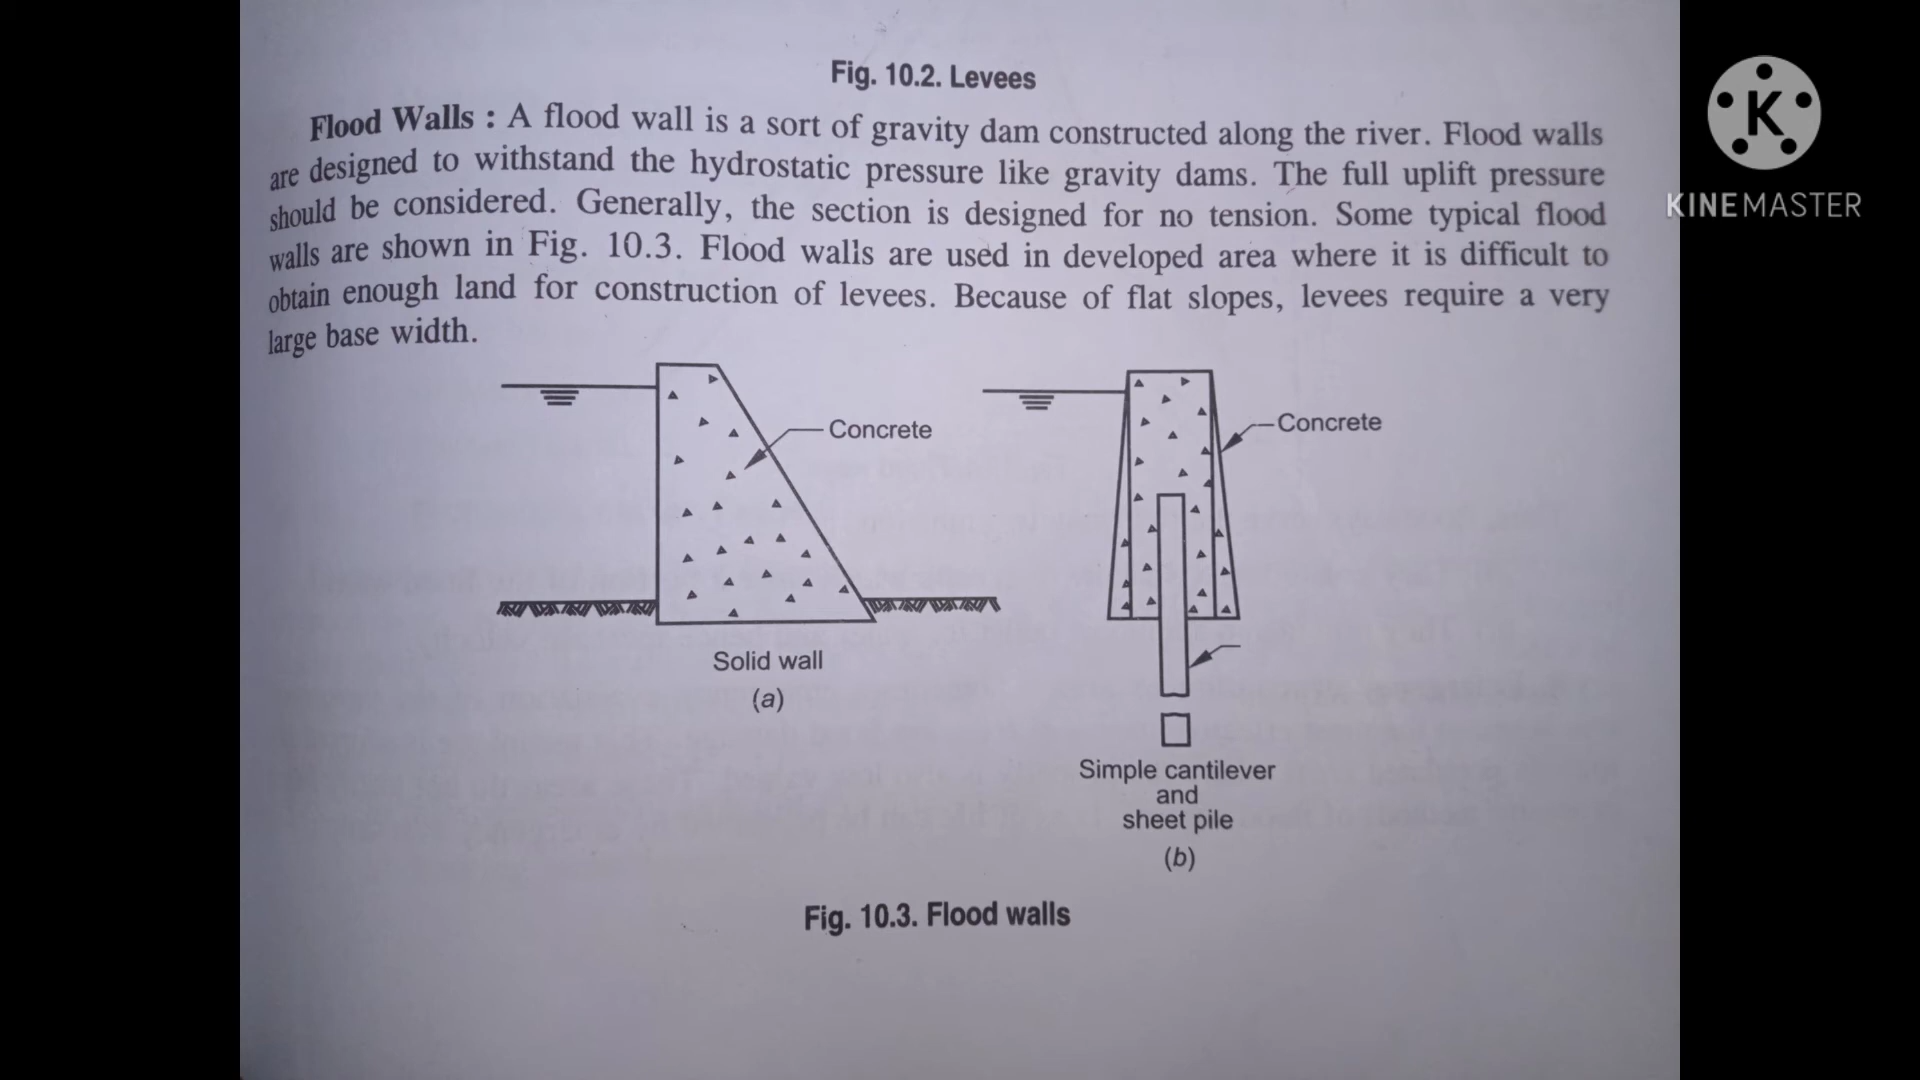 Fig. 10.2. Levees
Flood Walls : A flood wall is a sort of gravity dam constructed along the river. Flood walls
are designed to withstand the hydrostatic pressure like gravity dams. The full uplift pressure
should be considered. Generally, the section is designed for no tension. Some typical flood
walls are shown in Fig. 10.3. Flood walls are used in developed area where it is difficult to
obtain enough land for construction of levees. Because of flat slopes, levees require a very
large base width.
Concrete
Concrete
Solid wall
(a)
Simple cantilever
and
sheet pile
(b)
Fig. 10.3. Flood walls
K
KINEMASTER